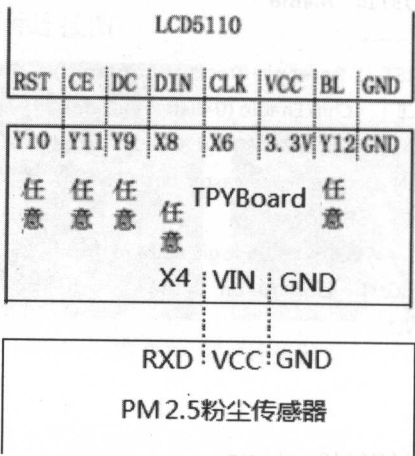 LCD5110
RST CE DC DIN CLK VCC BL GND
Y10 Y11 Y9 X8 X6 3.3V Y12 GND
任意 任意 任意 任意 TPYBoard 任意
X4 VIN GND
RXD VCC GND
PM2.5粉尘传感器